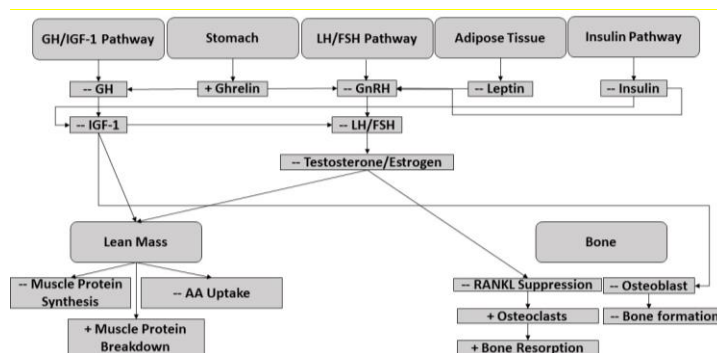 GH/IGF-1 Pathway
Stomach
LH/FSH Pathway
Adipose Tissue
Insulin Pathway
-- GH
+ Ghrelin
-- GnRH
-- Leptin
-- Insulin
-- IGF-1
-- LH/FSH
-- Testosterone/Estrogen
Lean Mass
Bone
-- Muscle Protein
Synthesis
-- AA Uptake
+ Muscle Protein
Breakdown
-- RANKL Suppression
-- Osteoblast
+ Osteoclasts
-- Bone formation
+ Bone Resorption